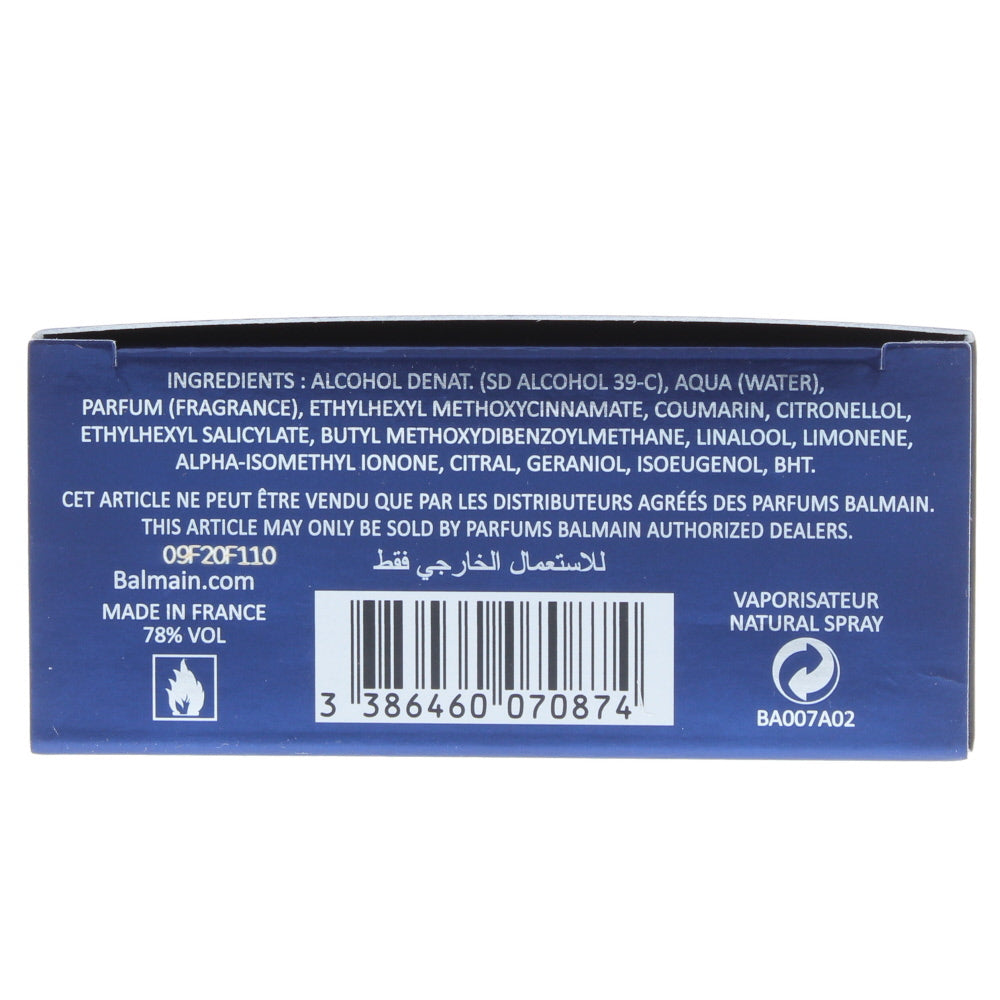 INGREDIENTS : ALCOHOL DENAT. (SD ALCOHOL 39-C), AQUA (WATER),
PARFUM (FRAGRANCE), ETHYLHEXYL METHOXYCINNAMATE, COUMARIN, CITRONELLOL,
ETHYLHEXYL SALICYLATE, BUTYL METHOXYDIBENZOYLMETHANE, LINALOOL, LIMONENE,
ALPHA-ISOMETHYL IONONE, CITRAL, GERANIOL, ISOEUGENOL, BHT.
CET ARTICLE NE PEUT ÊTRE VENDU QUE PAR LES DISTRIBUTEURS AGRÉÉS DES PARFUMS BALMAIN.
THIS ARTICLE MAY ONLY BE SOLD BY PARFUMS BALMAIN AUTHORIZED DEALERS.
09F20F110
للاستعمال الخارجي فقط
Balmain.com
MADE IN FRANCE
78% VOL
3 386460 070874
VAPORISATEUR
NATURAL SPRAY
BA007A02